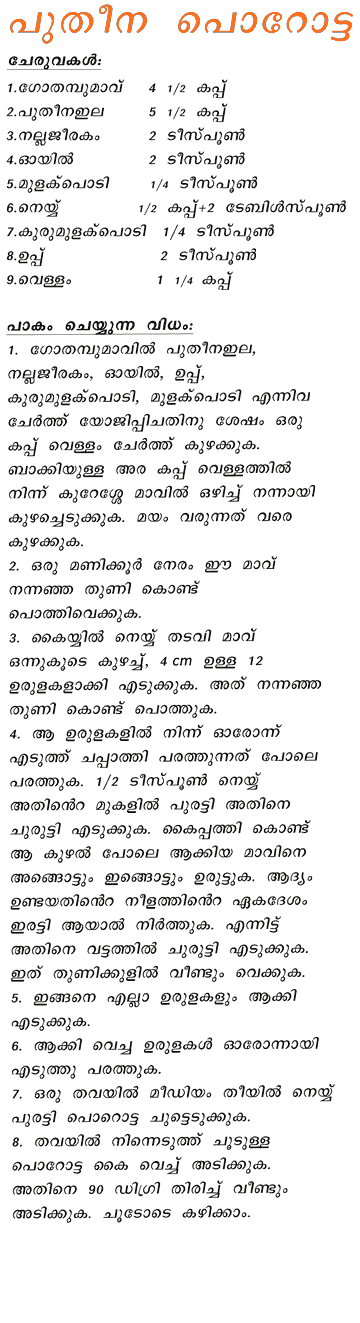 പുതീന പൊറോട്ട
ചേരുവകൾ:
1.ഗോതമ്പുമാവ് 4 1/2 കപ്പ്
2.പുതീനഇല 5 1/2 കപ്പ്
3.നല്ലജീരകം 2 ടീസ്പൂൺ
4.ഓയിൽ 2 ടീസ്പൂൺ
5.മുളക്പൊടി 1/4 ടീസ്പൂൺ
6.നെയ്യ് 1/2 കപ്പ്+2 ടേബിൾസ്പൂൺ
7.കുരുമുളക്പൊടി 1/4 ടീസ്പൂൺ
8.ഉപ്പ് 2 ടീസ്പൂൺ
9.വെള്ളം 1 1/4 കപ്പ്
പാകം ചെയ്യുന്ന വിധം:
1. ഗോതമ്പുമാവിൽ പുതീനഇല,
നല്ലജീരകം, ഓയിൽ, ഉപ്പ്,
കുരുമുളക്പൊടി, മുളക്പൊടി എന്നിവ
ചേർത്ത് യോജിപ്പിചതിനു ശേഷം ഒരു
കപ്പ് വെള്ളം ചേർത്ത് കുഴക്കുക.
ബാക്കിയുള്ള അര കപ്പ് വെള്ളത്തിൽ
നിന്ന് കുറേശ്ശേ മാവിൽ ഒഴിച്ച് നന്നായി
കുഴച്ചെടുക്കുക. മയം വരുന്നത് വരെ
കുഴക്കുക.
2. ഒരു മണിക്കൂർ നേരം ഈ മാവ്
നന്നഞ്ഞ തുണി കൊണ്ട്
പൊത്തിവെക്കുക.
3. കൈയ്യിൽ നെയ്യ് തടവി മാവ്
ഒന്നുകൂടെ കുഴച്ച്, 4 cm ഉള്ള 12
ഉരുളകളാക്കി എടുക്കുക. അത് നന്നഞ്ഞ
തുണി കൊണ്ട് പൊത്തുക.
4. ആ ഉരുളകളിൽ നിന്ന് ഓരോന്ന്
എടുത്ത് ചപ്പാത്തി പരത്തുന്നത് പോലെ
പരത്തുക. 1/2 ടീസ്പൂൺ നെയ്യ്
അതിൻെറ മുകളിൽ പുരട്ടി അതിനെ
ചുരുട്ടി എടുക്കുക. കൈപ്പത്തി കൊണ്ട്
ആ കുഴൽ പോലെ ആക്കിയ മാവിനെ
അങ്ങൊട്ടും ഇങ്ങൊട്ടും ഉരുട്ടുക. ആദ്യം
ഉണ്ടയതിൻെറ നീളത്തിൻെറ ഏകദേശം
ഇരട്ടി ആയാൽ നിർത്തുക. എന്നിട്ട്
അതിനെ വട്ടത്തിൽ ചുരുട്ടി എടുക്കുക.
ഇത് തുണിക്കുളിൽ വീണ്ടും വെക്കുക.
5. ഇങ്ങനെ എല്ലാ ഉരുളകളും ആക്കി
എടുക്കുക.
6. ആക്കി വെച്ച ഉരുളകൾ ഓരോന്നായി
എടുത്തു പരത്തുക.
7. ഒരു തവയിൽ മീഡിയം തീയിൽ നെയ്യ്
പുരട്ടി പൊറൊട്ട ചുട്ടെടുക്കുക.
8. തവയിൽ നിന്നെടുത്ത് ചൂടുള്ള
പൊറോട്ട കൈ വെച്ച് അടിക്കുക.
അതിനെ 90 ഡിഗ്രി തിരിച്ച് വീണ്ടും
അടിക്കുക. ചൂടോടെ കഴിക്കാം.